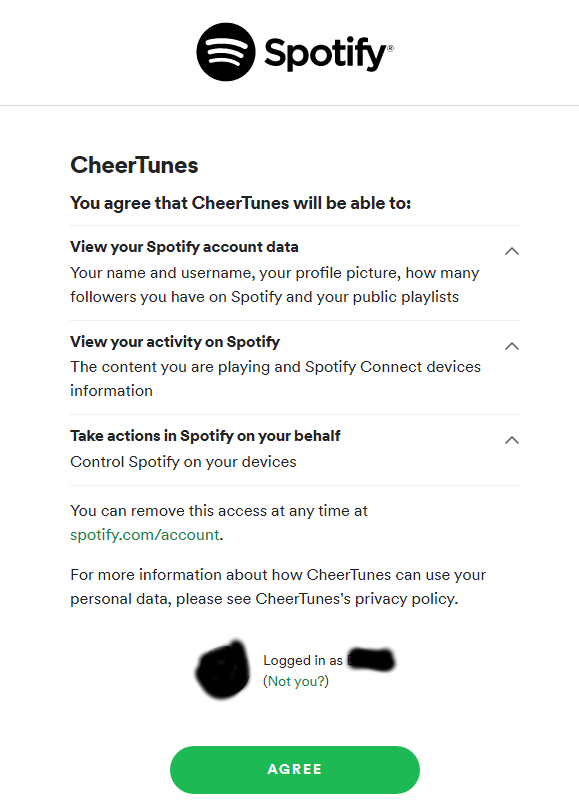 Spotify®
CheerTunes
You agree that CheerTunes will be able to:
View your Spotify account data
Your name and username, your profile picture, how many
followers you have on Spotify and your public playlists
View your activity on Spotify
The content you are playing and Spotify Connect devices
information
Take actions in Spotify on your behalf
Control Spotify on your devices
You can remove this access at any time at
spotify.com/account.
For more information about how CheerTunes can use your
personal data, please see CheerTunes's privacy policy.
Logged in as
(Not you?)
AGREE